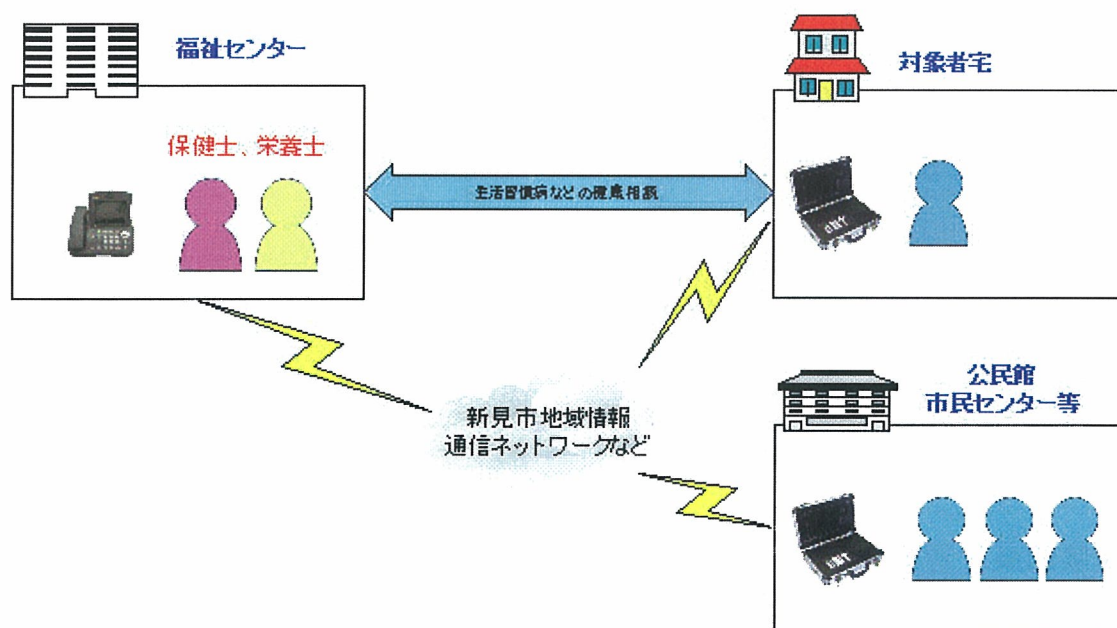 福祉センター
対象者宅
保健士、栄養士
生活習慣病などの健康相談
新見市地域情報
通信ネットワークなど
公民館
市民センター等